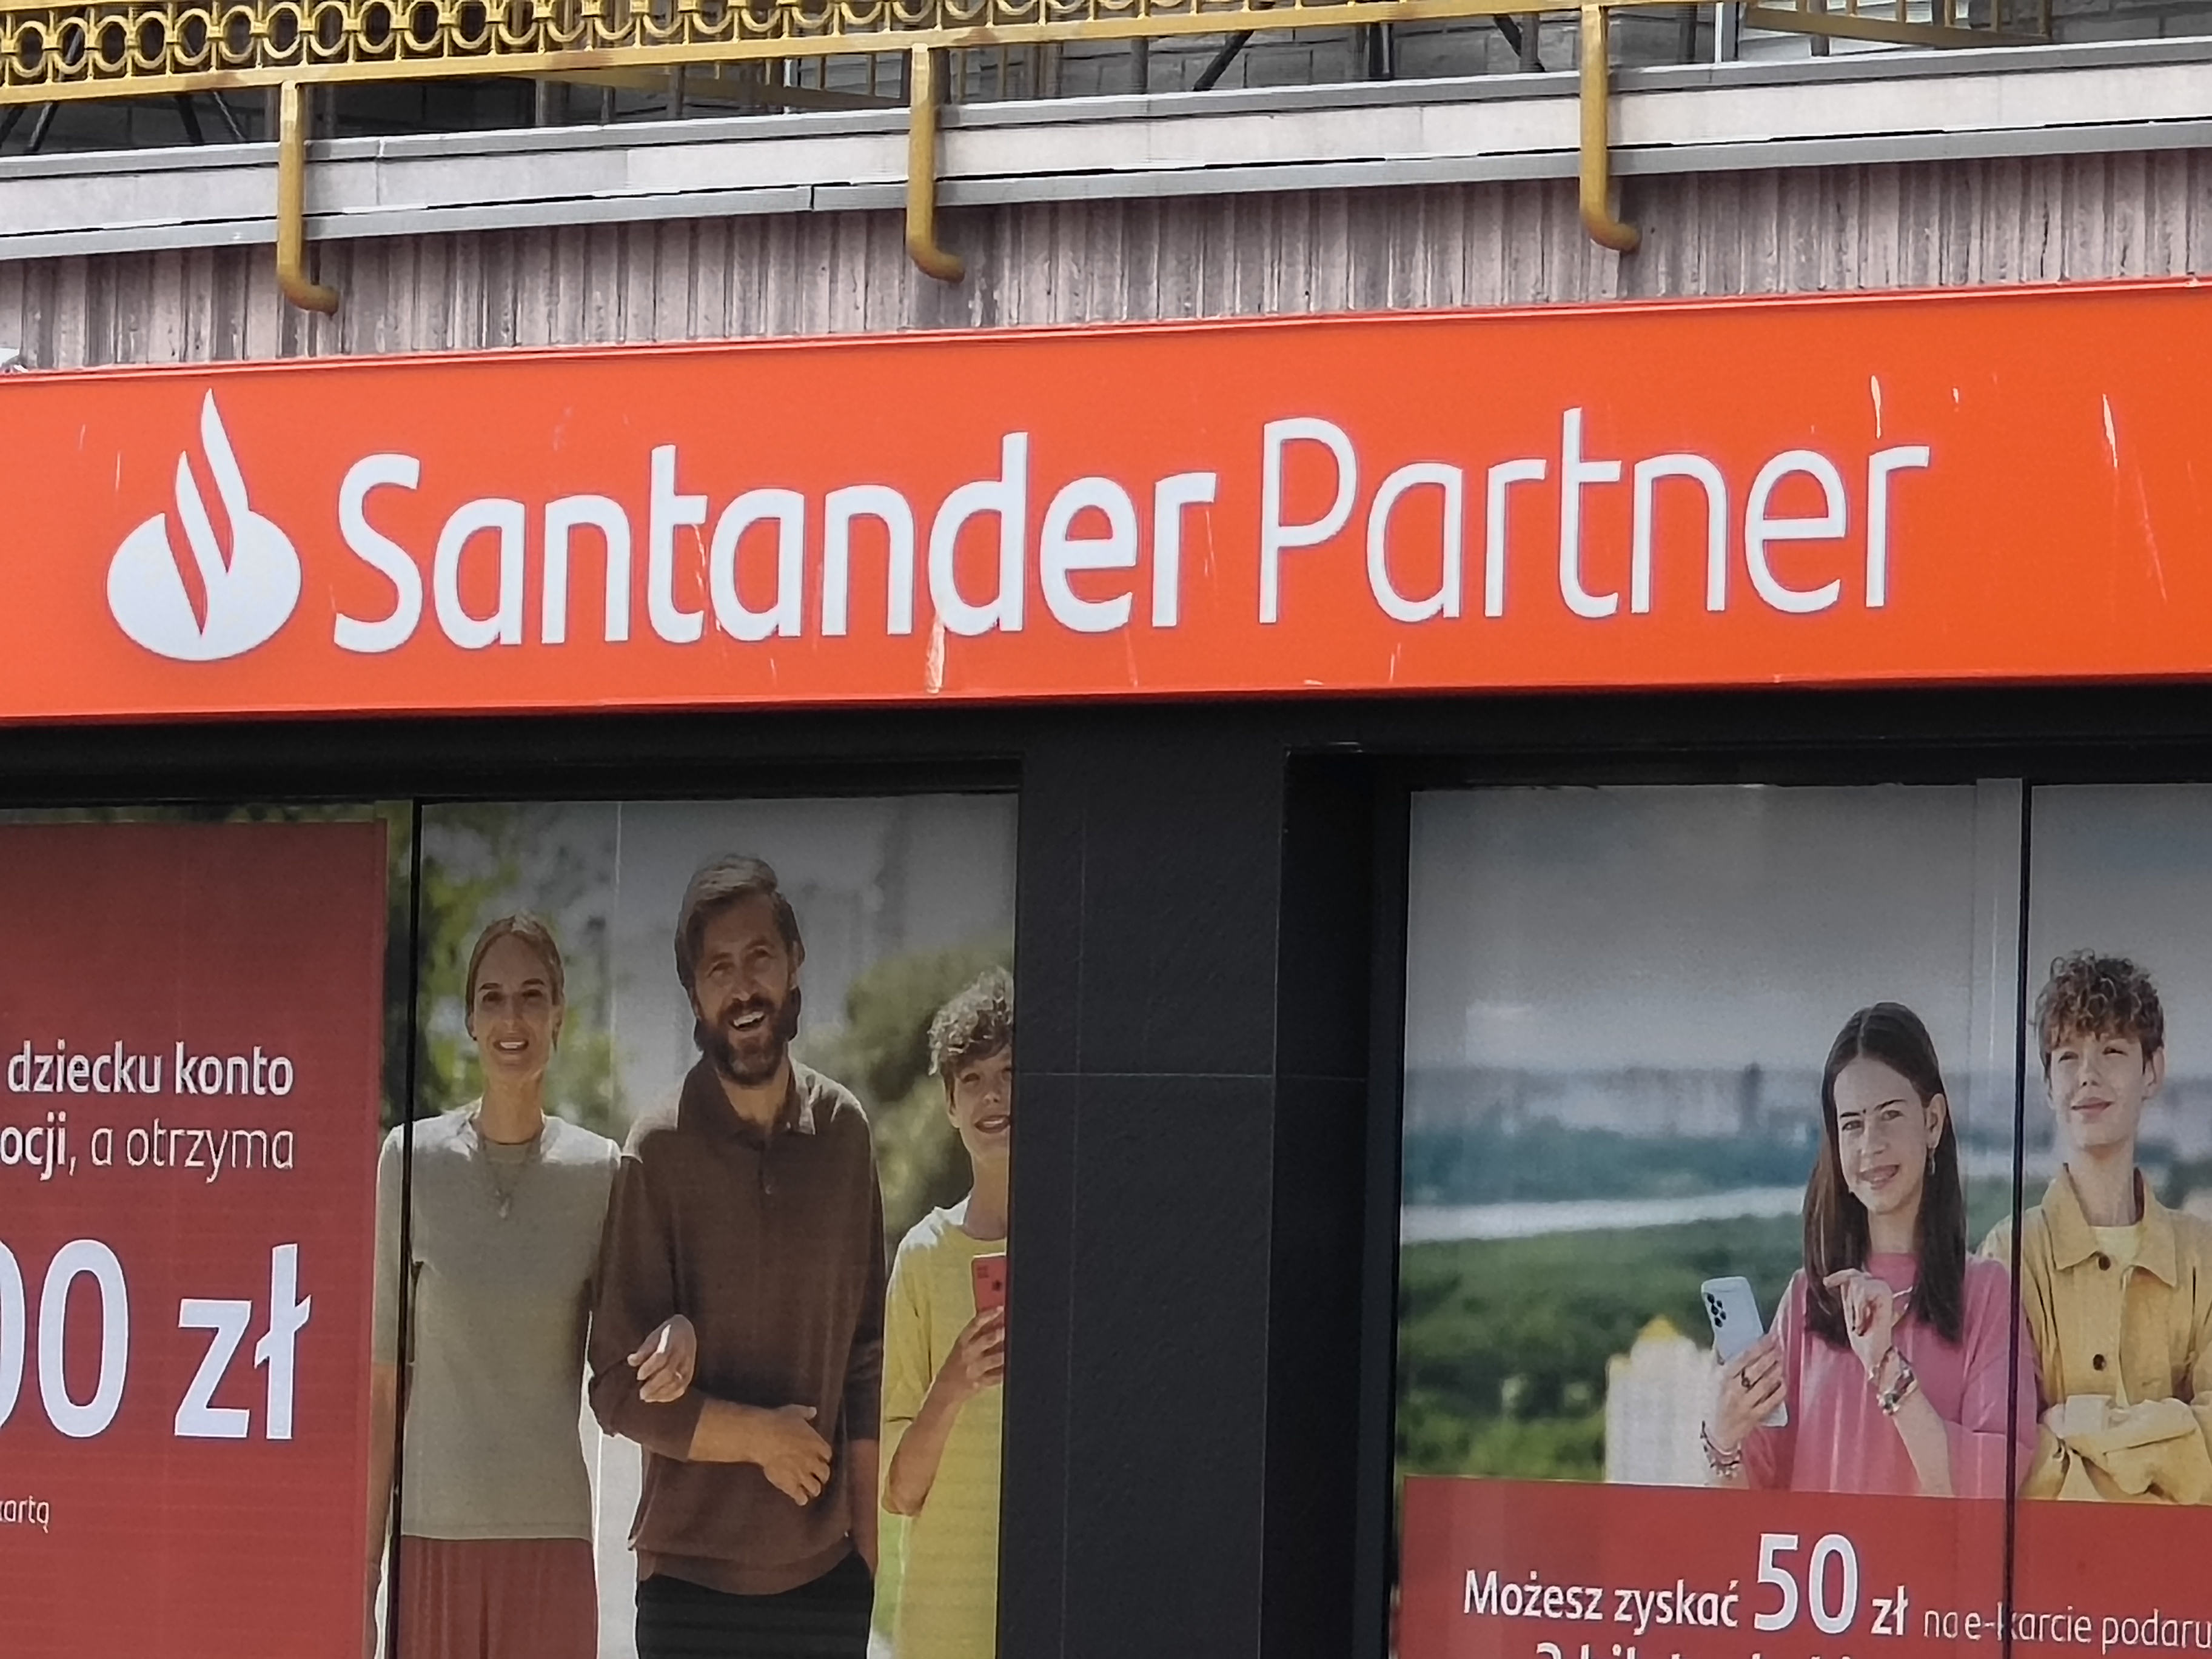 Santander Partner
dziecku konto
ocji, a otrzyma
00 zł
kartą
Możesz zyskać 50 zł na e-karcie podaru